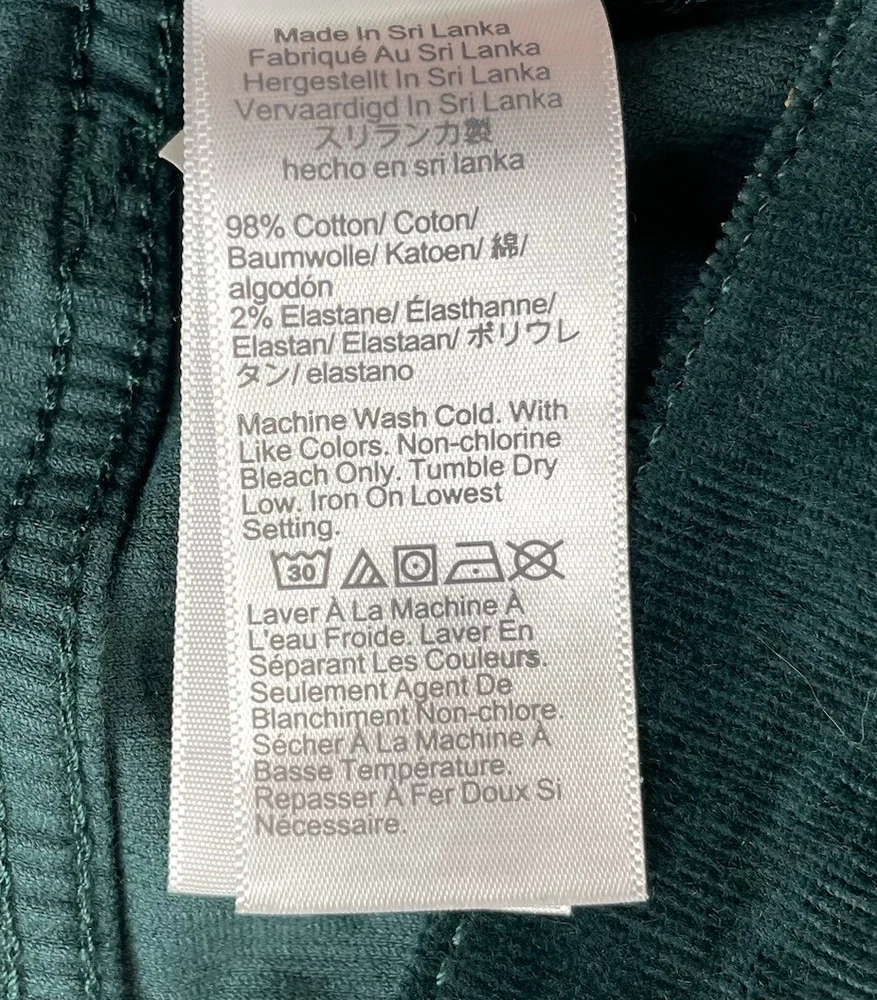 Made In Sri Lanka
Fabriqué Au Sri Lanka
Hergestellt In Sri Lanka
Vervaardigd In Sri Lanka
スリランカ製
hecho en sri lanka
98% Cotton/ Coton/
Baumwolle/ Katoen/ 綿/
algodón
2% Elastane/ Élasthanne/
Elastan/ Elastaan/ ポリウレ
タン/ elastano
Machine Wash Cold. With
Like Colors. Non-chlorine
Bleach Only. Tumble Dry
Low. Iron On Lowest
Setting.
30
Laver À La Machine À
L'eau Froide. Laver En
Séparant Les Couleurs.
Seulement Agent De
Blanchiment Non-chlore.
Sécher À La Machine À
Basse Température.
Repasser À Fer Doux Si
Nécessaire.